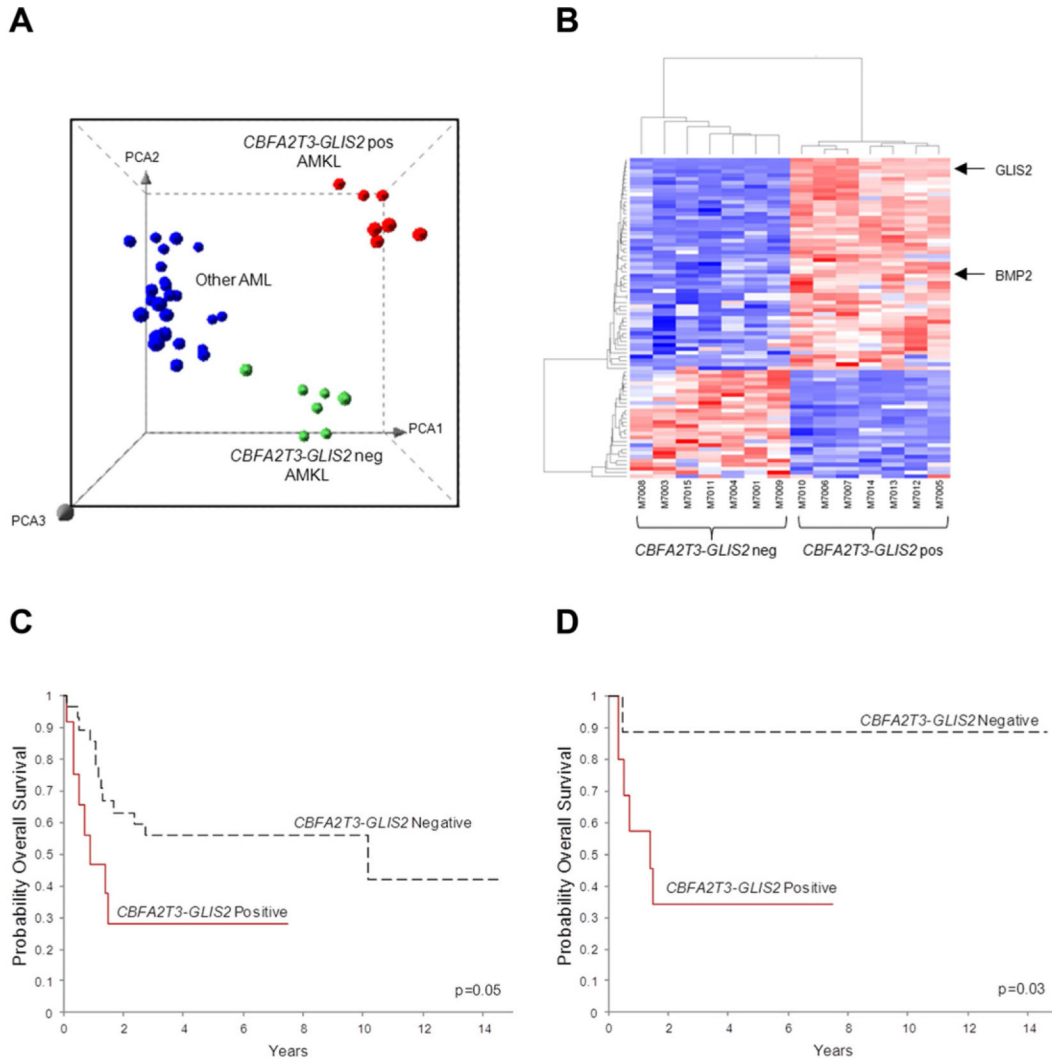 A
PCA2
CBFA2T3-GLIS2 pos
AMKL
Other AML
PCA1
CBFA2T3-GLIS2 neg
AMKL
PCA3
B
GLIS2
BMP2
M7008
M7003
M7015
M7011
M7004
M7001
M7009
M7010
M7006
M7007
M7014
M7013
M7012
M7005
CBFA2T3-GLIS2 neg
CBFA2T3-GLIS2 pos
C
Probability Overall Survival
1
0.9
0.8
0.7
0.6
0.5
0.4
0.3
0.2
0.1
0
CBFA2T3-GLIS2 Negative
CBFA2T3-GLIS2 Positive
p=0.05
0 2 4 6 8 10 12 14
Years
D
Probability Overall Survival
1
0.9
0.8
0.7
0.6
0.5
0.4
0.3
0.2
0.1
0
CBFA2T3-GLIS2 Negative
CBFA2T3-GLIS2 Positive
p=0.03
0 2 4 6 8 10 12 14
Years